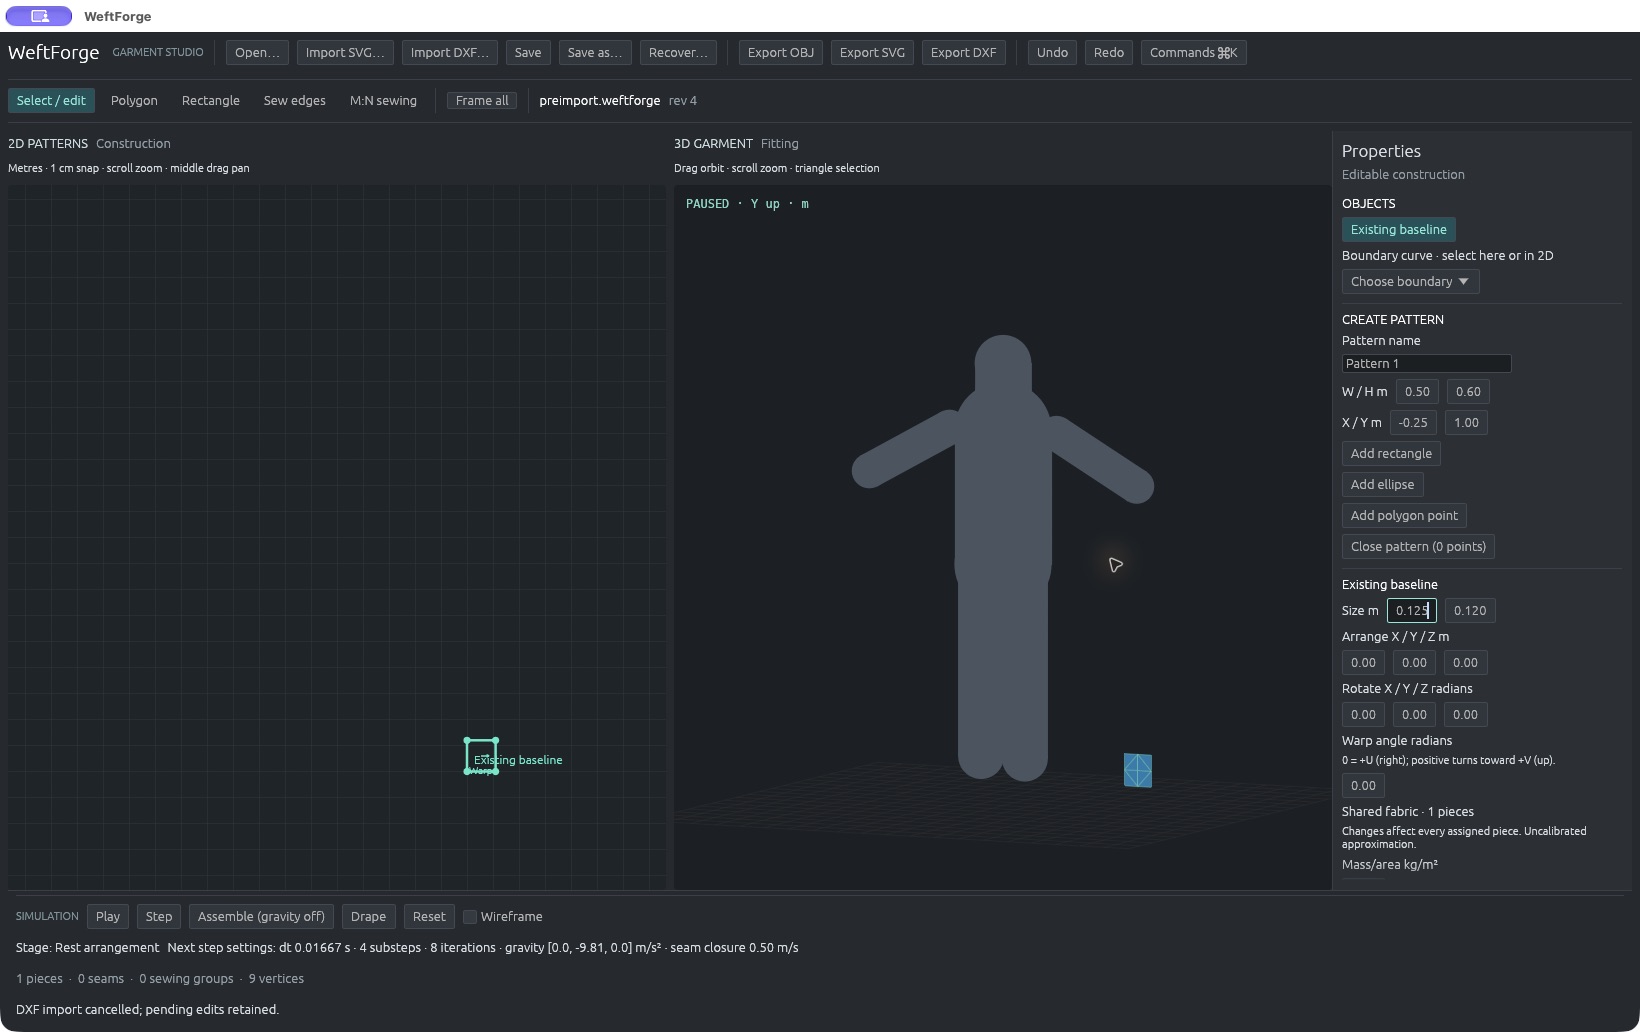 WeftForge
WeftForge GARMENT STUDIO Open... Import SVG... Import DXF... Save Save as... Recover... Export OBJ Export SVG Export DXF Undo Redo Commands ⌘K
Select / edit Polygon Rectangle Sew edges M:N sewing Frame all preimport.weftforge rev 4
2D PATTERNS Construction
Metres · 1 cm snap · scroll zoom · middle drag pan
Existing baseline
Warp
3D GARMENT Fitting
Drag orbit · scroll zoom · triangle selection
PAUSED · Y up · m
Properties
Editable construction
OBJECTS
Existing baseline
Boundary curve · select here or in 2D
Choose boundary
CREATE PATTERN
Pattern name
Pattern 1
W / H m 0.50 0.60
X / Y m -0.25 1.00
Add rectangle
Add ellipse
Add polygon point
Close pattern (0 points)
Existing baseline
Size m 0.125 0.120
Arrange X / Y / Z m
0.00 0.00 0.00
Rotate X / Y / Z radians
0.00 0.00 0.00
Warp angle radians
0 = +U (right); positive turns toward +V (up).
0.00
Shared fabric · 1 pieces
Changes affect every assigned piece. Uncalibrated
approximation.
Mass/area kg/m²
SIMULATION Play Step Assemble (gravity off) Drape Reset Wireframe
Stage: Rest arrangement Next step settings: dt 0.01667 s · 4 substeps · 8 iterations · gravity [0.0, -9.81, 0.0] m/s² · seam closure 0.50 m/s
1 pieces · 0 seams · 0 sewing groups · 9 vertices
DXF import cancelled; pending edits retained.